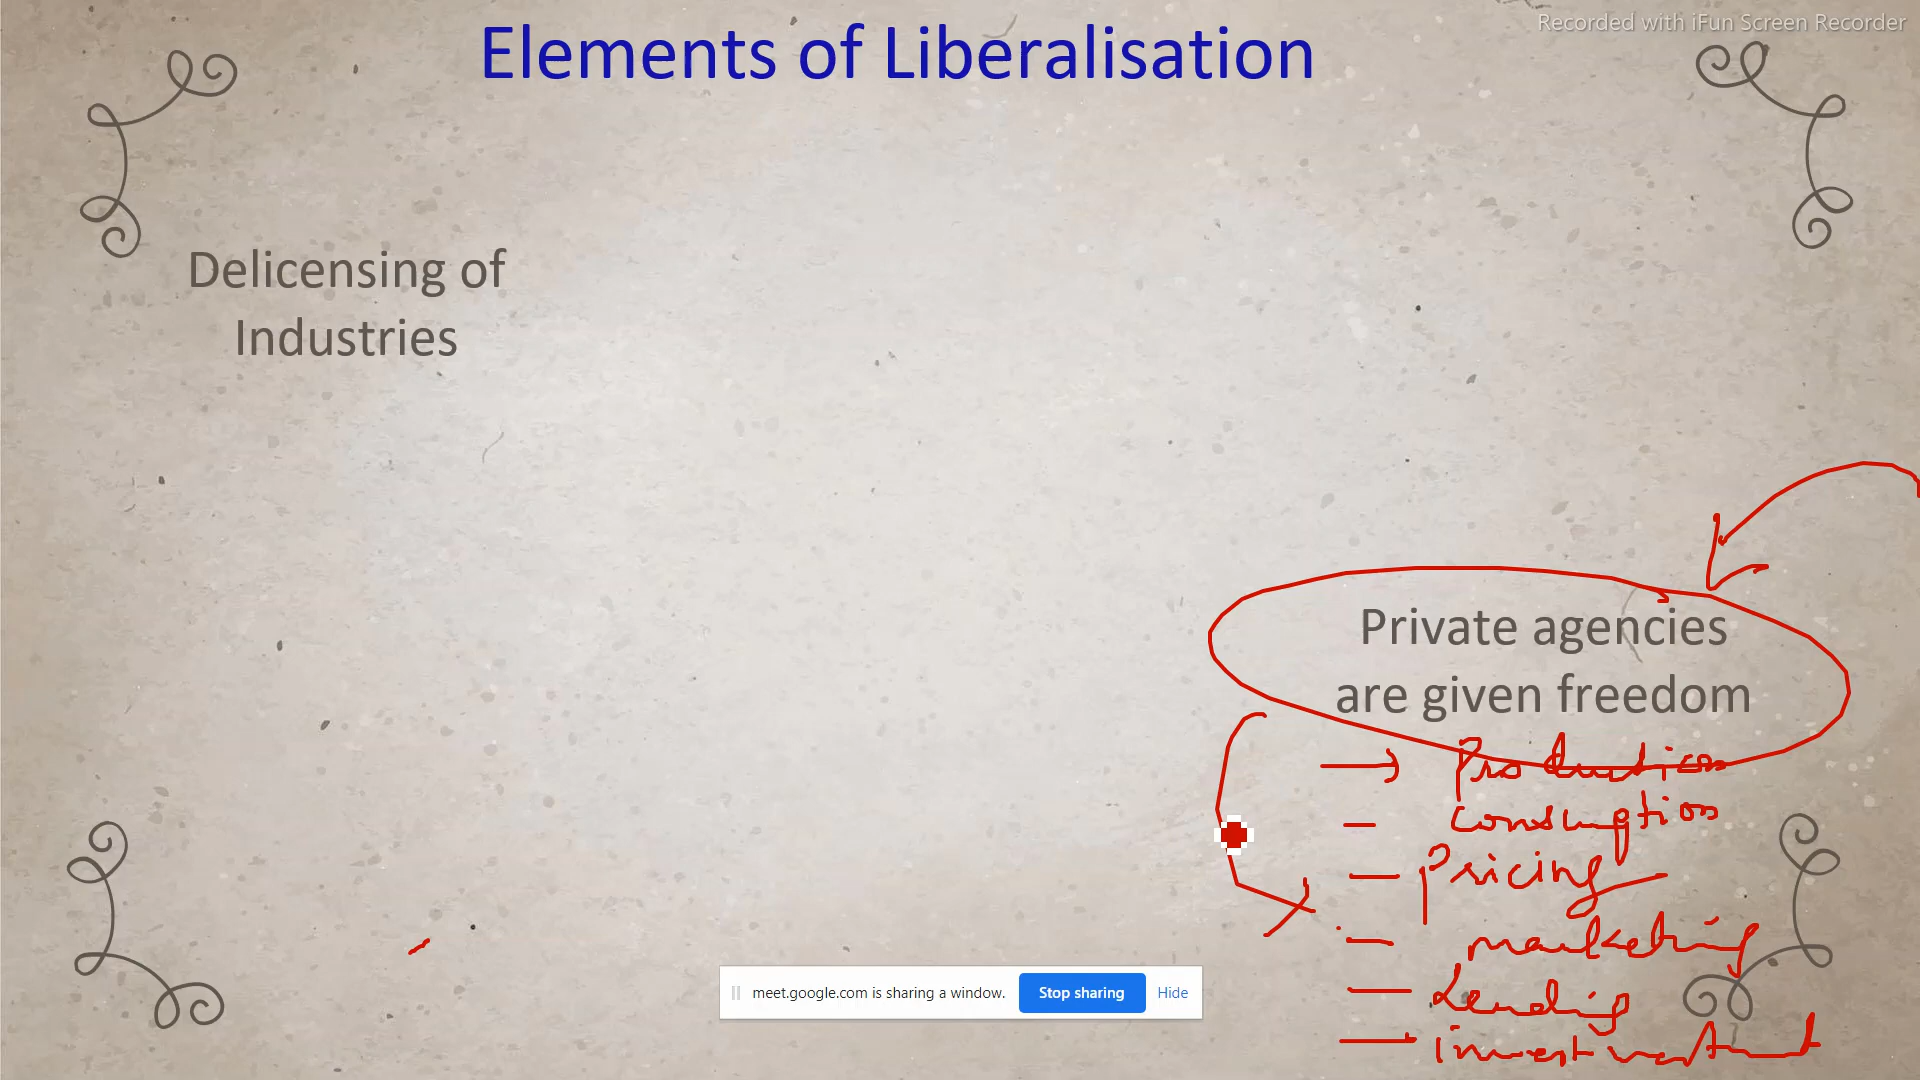 Recorded with iFun Screen Recorder
Elements of Liberalisation
Delicensing of
Industries
Private agencies
are given freedom
Production
Consumption
Pricing
marketing
Lending
investment
meet.google.com is sharing a window. Stop sharing Hide